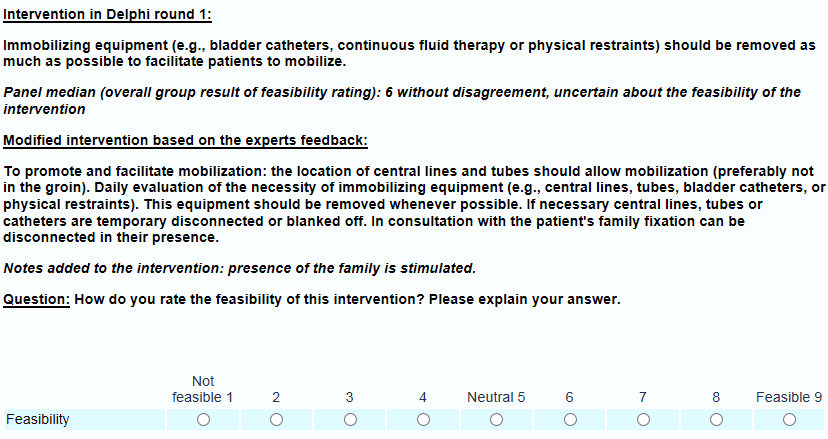 Intervention in Delphi round 1:
Immobilizing equipment (e.g., bladder catheters, continuous fluid therapy or physical restraints) should be removed as
much as possible to facilitate patients to mobilize.
Panel median (overall group result of feasibility rating): 6 without disagreement, uncertain about the feasibility of the
intervention
Modified intervention based on the experts feedback:
To promote and facilitate mobilization: the location of central lines and tubes should allow mobilization (preferably not
in the groin). Daily evaluation of the necessity of immobilizing equipment (e.g., central lines, tubes, bladder catheters, or
physical restraints). This equipment should be removed whenever possible. If necessary central lines, tubes or
catheters are temporary disconnected or blanked off. In consultation with the patient's family fixation can be
disconnected in their presence.
Notes added to the intervention: presence of the family is stimulated.
Question: How do you rate the feasibility of this intervention? Please explain your answer.
Not
feasible 1 2 3 4 Neutral 5 6 7 8 Feasible 9
Feasibility